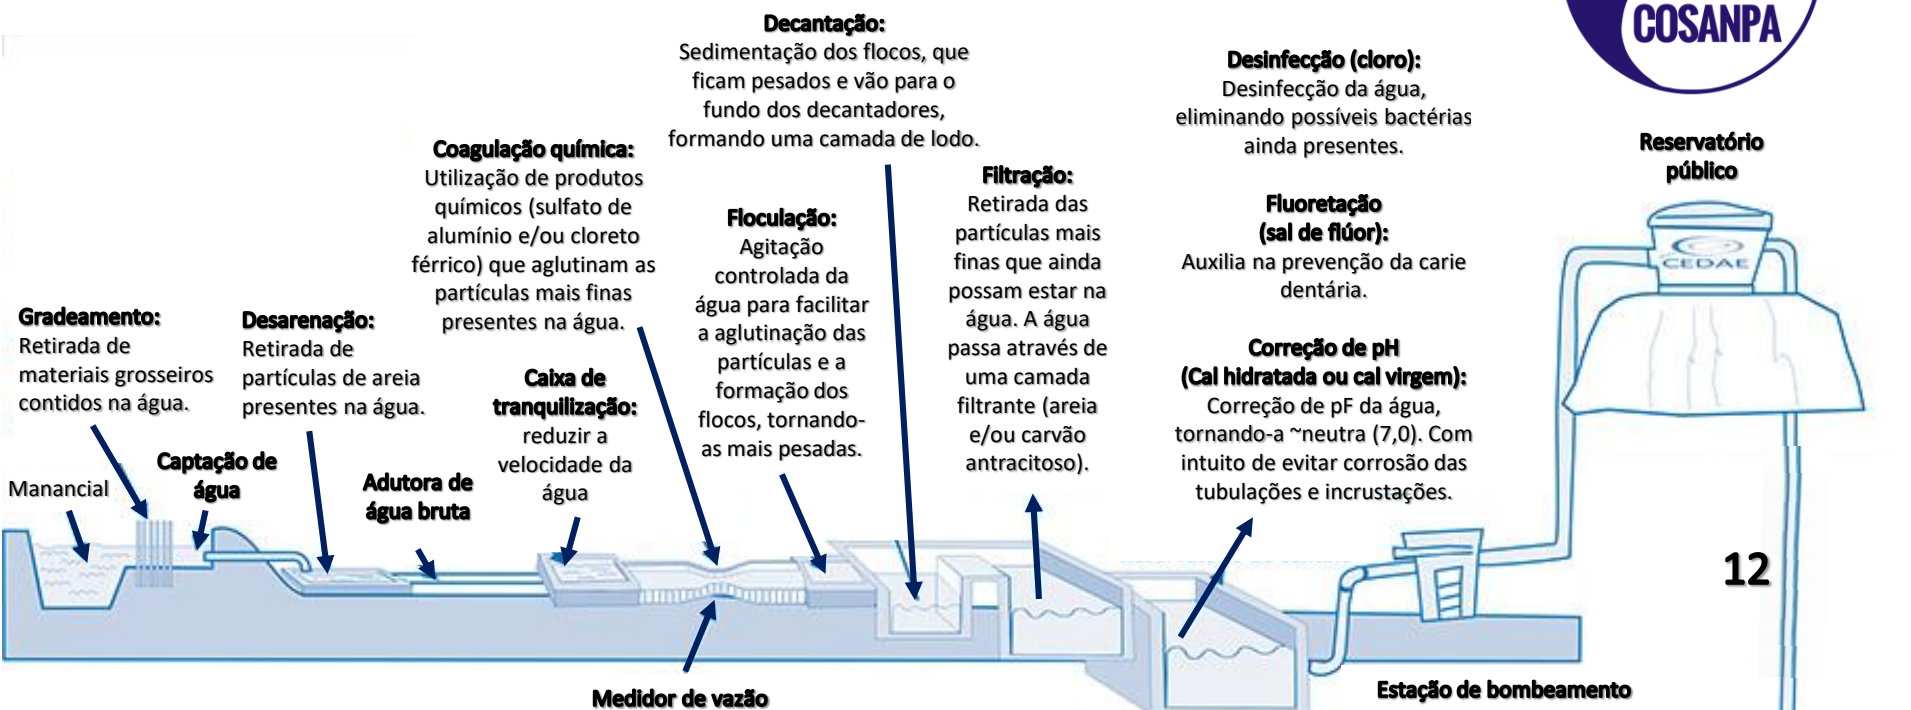 COSANPA
Decantação:
Sedimentação dos flocos, que
ficam pesados e vão para o
fundo dos decantadores,
formando uma camada de lodo.
Desinfecção (cloro):
Desinfecção da água,
eliminando possíveis bactérias
ainda presentes.
Reservatório
público
Coagulação química:
Utilização de produtos
químicos (sulfato de
alumínio e/ou cloreto
férrico) que aglutinam as
partículas mais finas
presentes na água.
Filtração:
Retirada das
partículas mais
finas que ainda
possam estar na
água. A água
passa através de
uma camada
filtrante (areia
e/ou carvão
antracitoso).
Floculação:
Agitação
controlada da
água para facilitar
a aglutinação das
partículas e a
formação dos
flocos, tornando-
as mais pesadas.
Fluoretação
(sal de flúor):
Auxilia na prevenção da carie
dentária.
CEDAE
Gradeamento:
Retirada de
materiais grosseiros
contidos na água.
Desarenação:
Retirada de
partículas de areia
presentes na água.
Caixa de
tranquilização:
reduzir a
velocidade da
água
Correção de pH
(Cal hidratada ou cal virgem):
Correção de pF da água,
tornando-a ~neutra (7,0). Com
intuito de evitar corrosão das
tubulações e incrustações.
Manancial
Captação de
água
Adutora de
água bruta
12
Medidor de vazão
Estação de bombeamento